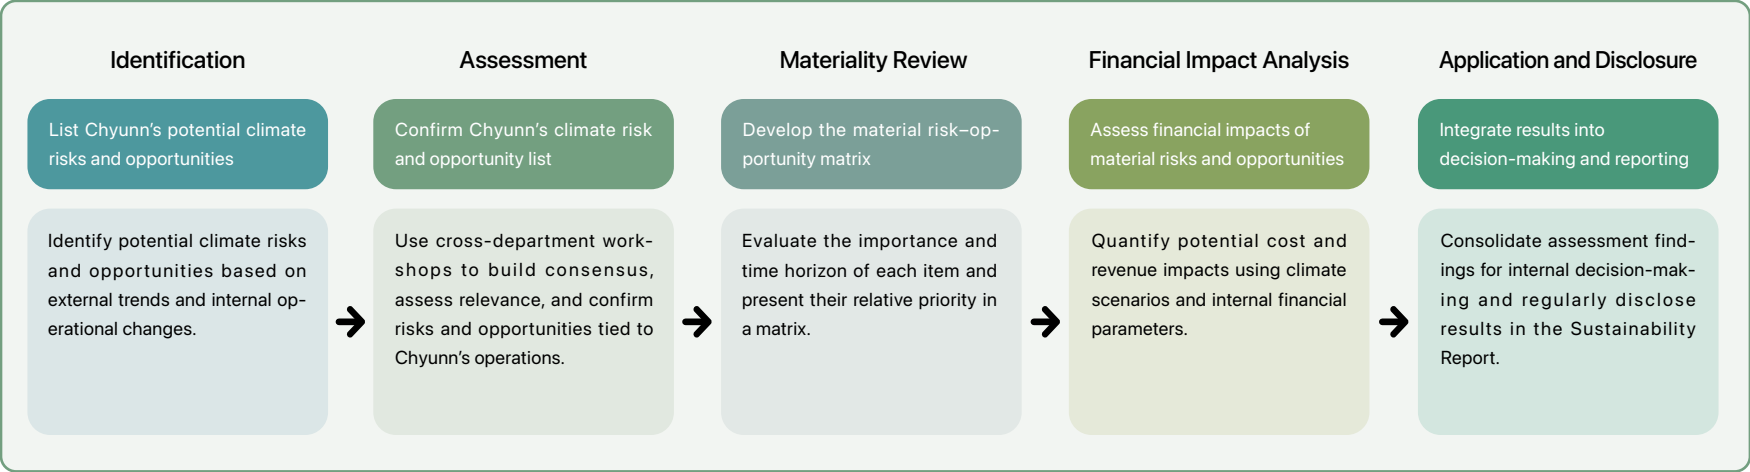 Identification
List Chyunn's potential climate
risks and opportunities
Identify potential climate risks
and opportunities based on
external trends and internal op-
erational changes.
Assessment
Confirm Chyunn's climate risk
and opportunity list
Use cross-department work-
shops to build consensus,
assess relevance, and confirm
risks and opportunities tied to
Chyunn's operations.
Materiality Review
Develop the material risk–op-
portunity matrix
Evaluate the importance and
time horizon of each item and
present their relative priority in
a matrix.
Financial Impact Analysis
Assess financial impacts of
material risks and opportunities
Quantify potential cost and
revenue impacts using climate
scenarios and internal financial
parameters.
Application and Disclosure
Integrate results into
decision-making and reporting
Consolidate assessment find-
ings for internal decision-mak-
ing and regularly disclose
results in the Sustainability
Report.